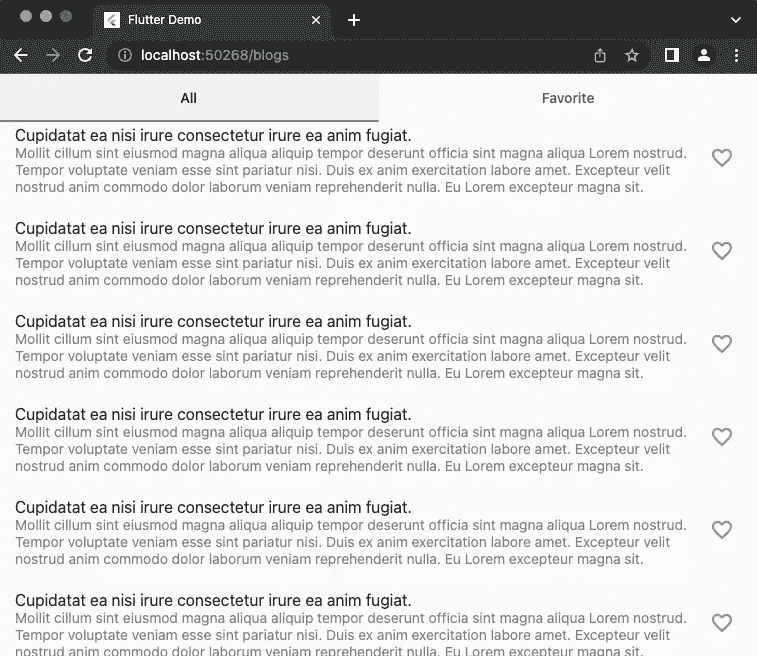 Flutter Demo
localhost:50268/blogs
All
Favorite
Cupidatat ea nisi irure consectetur irure ea anim fugiat.
Mollit cillum sint eiusmod magna aliqua aliquip tempor deserunt officia sint magna aliqua Lorem nostrud.
Tempor voluptate veniam esse sint pariatur nisi. Duis ex anim exercitation labore amet. Excepteur velit
nostrud anim commodo dolor laborum veniam reprehenderit nulla. Eu Lorem excepteur magna sit.
Cupidatat ea nisi irure consectetur irure ea anim fugiat.
Mollit cillum sint eiusmod magna aliqua aliquip tempor deserunt officia sint magna aliqua Lorem nostrud.
Tempor voluptate veniam esse sint pariatur nisi. Duis ex anim exercitation labore amet. Excepteur velit
nostrud anim commodo dolor laborum veniam reprehenderit nulla. Eu Lorem excepteur magna sit.
Cupidatat ea nisi irure consectetur irure ea anim fugiat.
Mollit cillum sint eiusmod magna aliqua aliquip tempor deserunt officia sint magna aliqua Lorem nostrud.
Tempor voluptate veniam esse sint pariatur nisi. Duis ex anim exercitation labore amet. Excepteur velit
nostrud anim commodo dolor laborum veniam reprehenderit nulla. Eu Lorem excepteur magna sit.
Cupidatat ea nisi irure consectetur irure ea anim fugiat.
Mollit cillum sint eiusmod magna aliqua aliquip tempor deserunt officia sint magna aliqua Lorem nostrud.
Tempor voluptate veniam esse sint pariatur nisi. Duis ex anim exercitation labore amet. Excepteur velit
nostrud anim commodo dolor laborum veniam reprehenderit nulla. Eu Lorem excepteur magna sit.
Cupidatat ea nisi irure consectetur irure ea anim fugiat.
Mollit cillum sint eiusmod magna aliqua aliquip tempor deserunt officia sint magna aliqua Lorem nostrud.
Tempor voluptate veniam esse sint pariatur nisi. Duis ex anim exercitation labore amet. Excepteur velit
nostrud anim commodo dolor laborum veniam reprehenderit nulla. Eu Lorem excepteur magna sit.
Cupidatat ea nisi irure consectetur irure ea anim fugiat.
Mollit cillum sint eiusmod magna aliqua aliquip tempor deserunt officia sint magna aliqua Lorem nostrud.
Tempor voluptate veniam esse sint pariatur nisi. Duis ex anim exercitation labore amet. Excepteur velit
nostrud anim commodo dolor laborum veniam reprehenderit nulla. Eu Lorem excepteur magna sit.